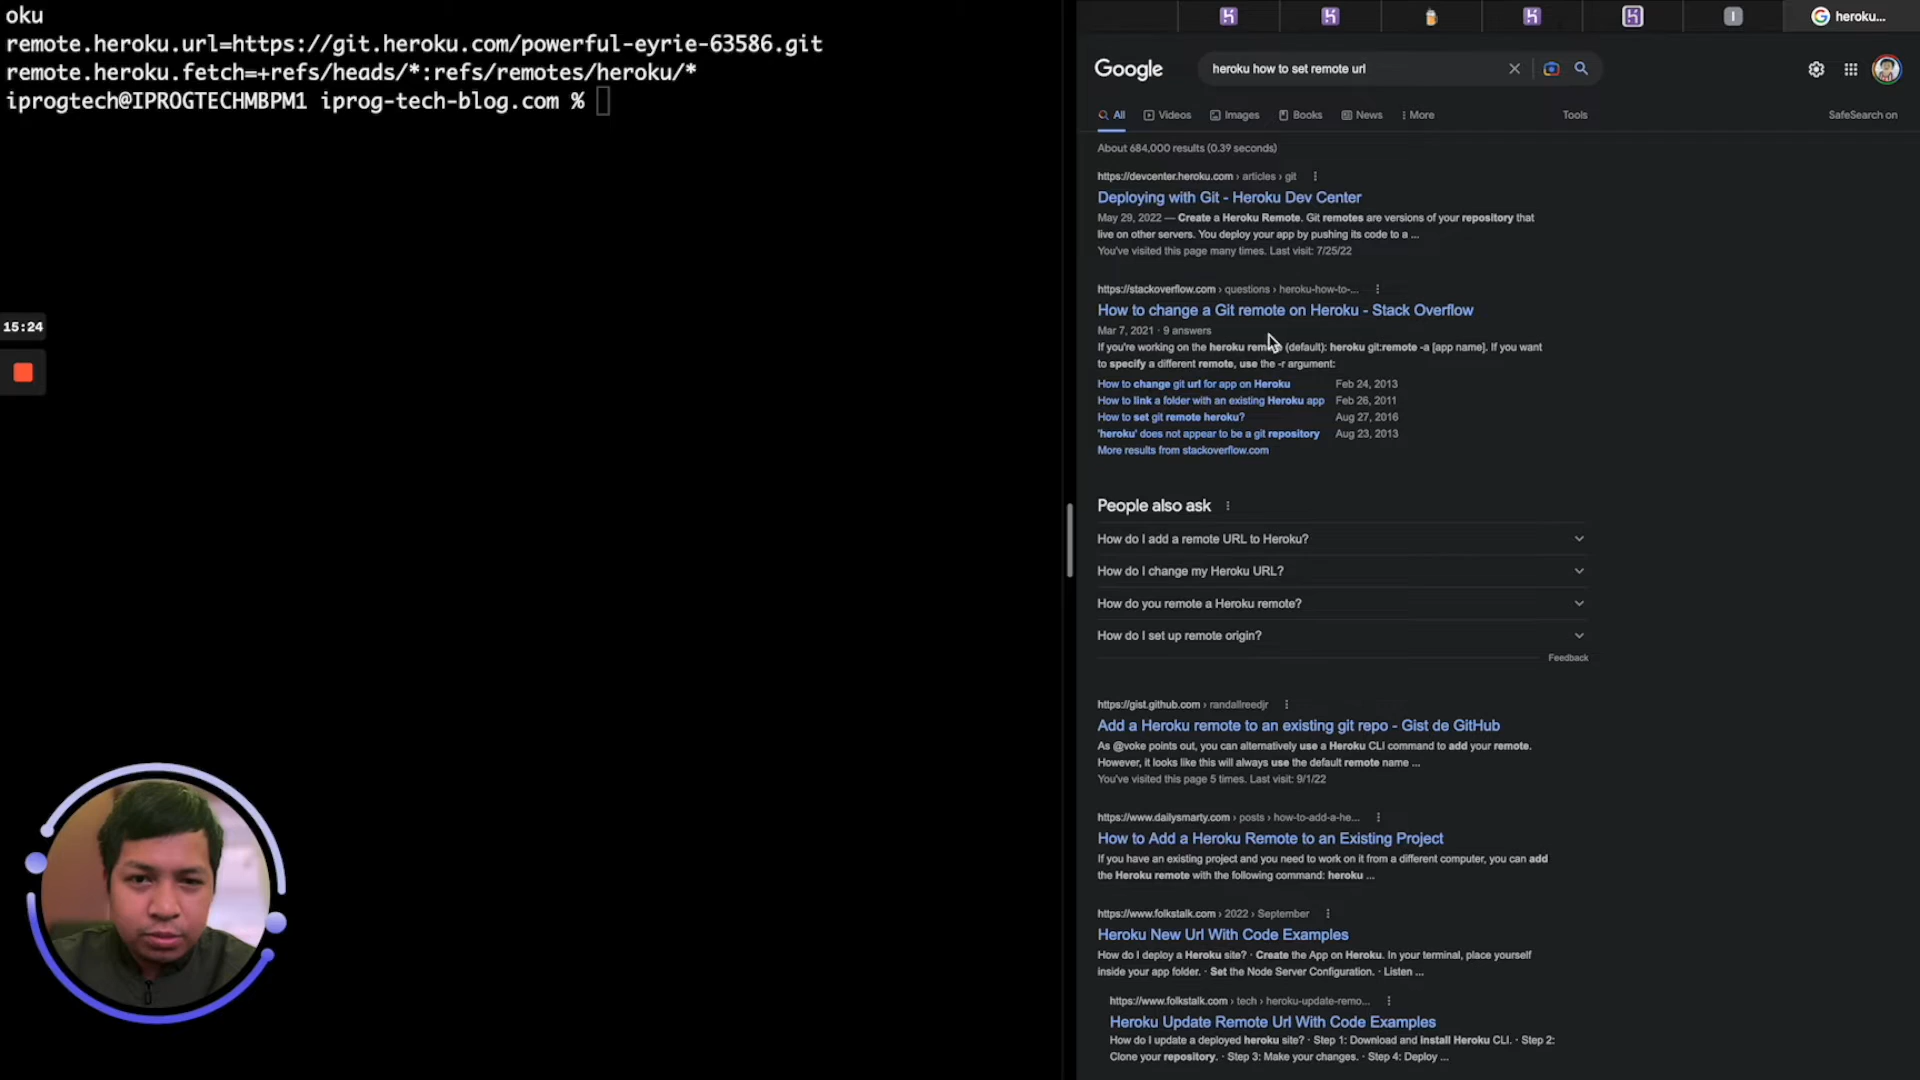 oku
remote.heroku.url=https://git.heroku.com/powerful-eyrie-63586.git
remote.heroku.fetch=+refs/heads/*:refs/remotes/heroku/*
iprogtech@IPROGTECHMBPM1 iprog-tech-blog.com %
15:24
heroku...
Google
heroku how to set remote url
All
Videos
Images
Books
News
More
Tools
SafeSearch on
About 684,000 results (0.39 seconds)
https://devcenter.heroku.com › articles › git
Deploying with Git - Heroku Dev Center
May 29, 2022 — Create a Heroku Remote. Git remotes are versions of your repository that
live on other servers. You deploy your app by pushing its code to a ...
You've visited this page many times. Last visit: 7/25/22
https://stackoverflow.com › questions › heroku-how-to-...
How to change a Git remote on Heroku - Stack Overflow
Mar 7, 2021 · 9 answers
If you're working on the heroku remote (default): heroku git:remote -a [app name]. If you want
to specify a different remote, use the -r argument:
How to change git url for app on Heroku Feb 24, 2013
How to link a folder with an existing Heroku app Feb 26, 2011
How to set git remote heroku? Aug 27, 2016
'heroku' does not appear to be a git repository Aug 23, 2013
More results from stackoverflow.com
People also ask
How do I add a remote URL to Heroku?
How do I change my Heroku URL?
How do you remote a Heroku remote?
How do I set up remote origin?
Feedback
https://gist.github.com › randallreedjr
Add a Heroku remote to an existing git repo - Gist de GitHub
As @voke points out, you can alternatively use a Heroku CLI command to add your remote.
However, it looks like this will always use the default remote name ...
You've visited this page 5 times. Last visit: 9/1/22
https://www.dailysmarty.com › posts › how-to-add-a-he...
How to Add a Heroku Remote to an Existing Project
If you have an existing project and you need to work on it from a different computer, you can add
the Heroku remote with the following command: heroku ...
https://www.folkstalk.com › 2022 › September
Heroku New Url With Code Examples
How do I deploy a Heroku site? · Create the App on Heroku. In your terminal, place yourself
inside your app folder. · Set the Node Server Configuration. · Listen ...
https://www.folkstalk.com › tech › heroku-update-remo...
Heroku Update Remote Url With Code Examples
How do I update a deployed heroku site? · Step 1: Download and install Heroku CLI. · Step 2:
Clone your repository. · Step 3: Make your changes. · Step 4: Deploy ...